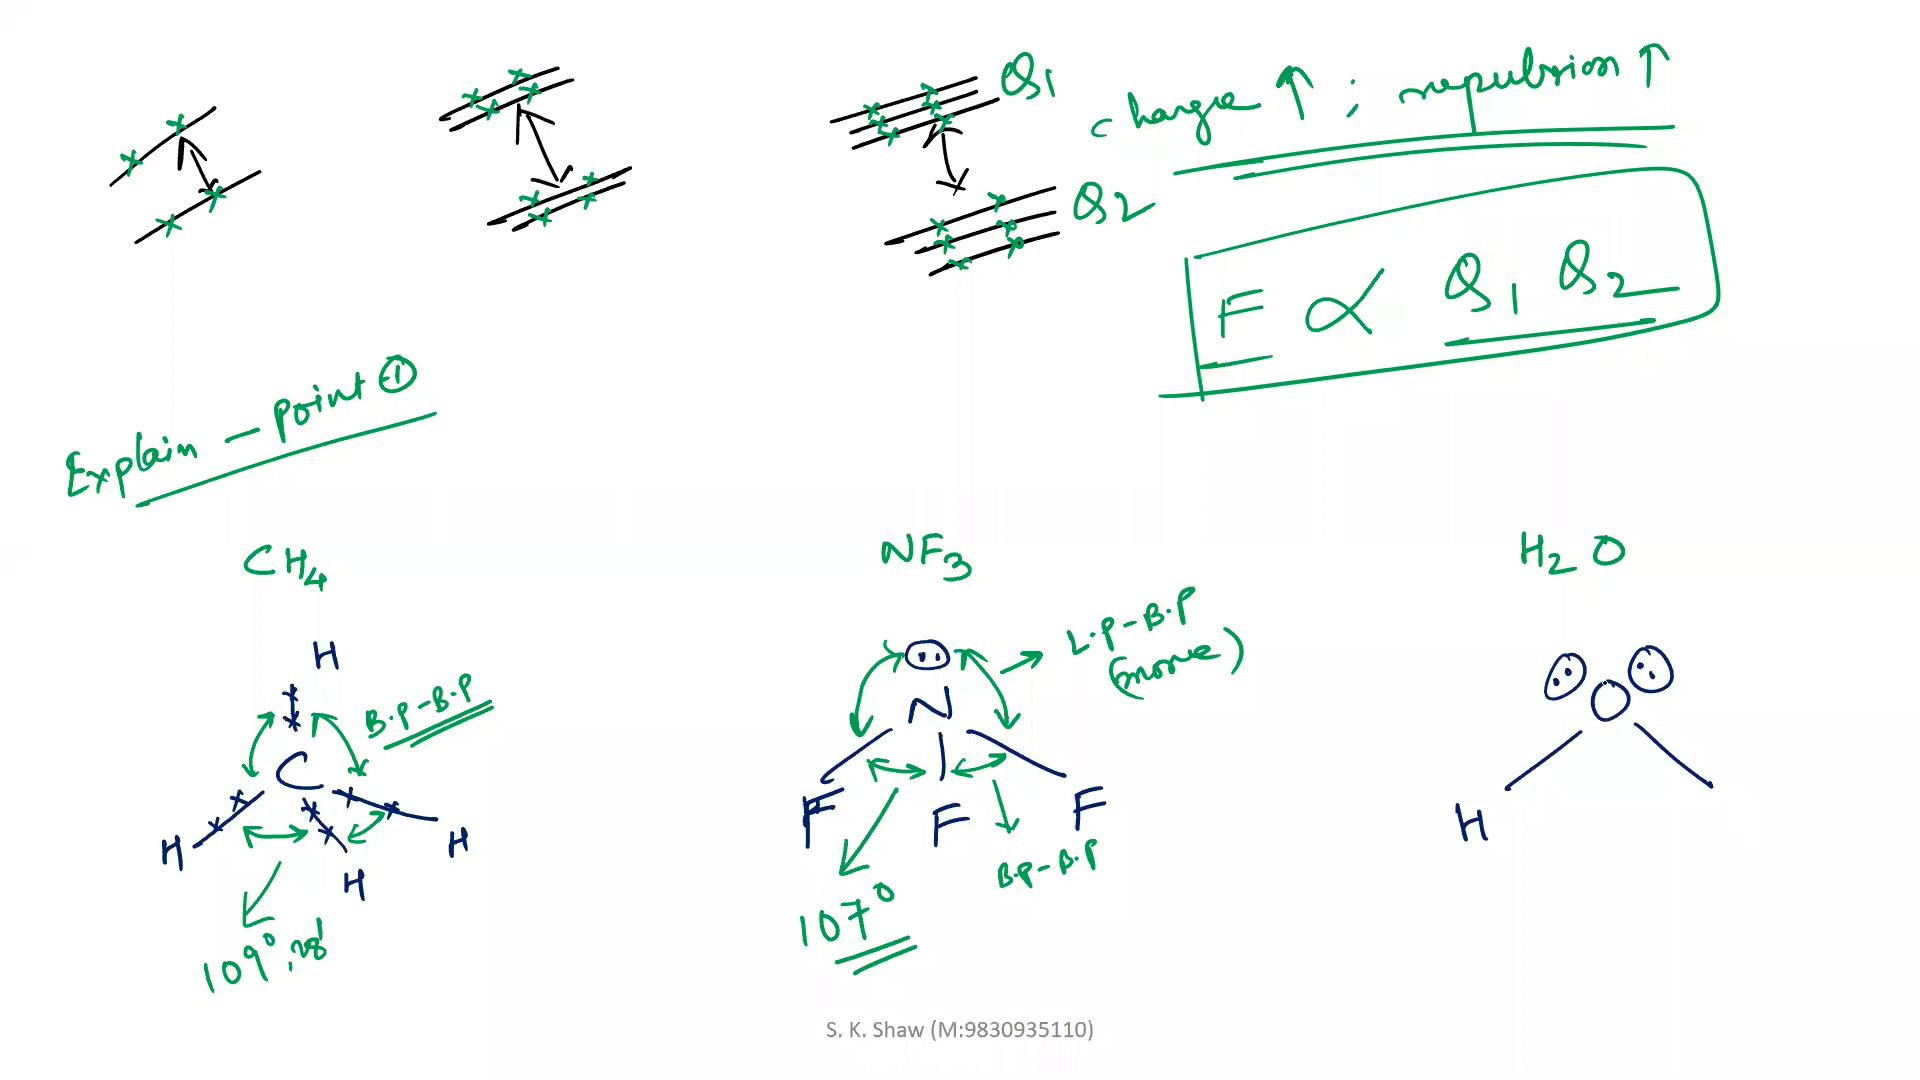 Q1
charge ↑ ; repulsion ↑
Q2
F ∝ Q1 Q2
Explain - point ①
CH4
NF3
H2O
H
B.P-B.P
C
H
H
H
109°,28'
L.P-B.P
(more)
N
F
F
F
B.P-B.P
107°
O
H
S. K. Shaw (M:9830935110)